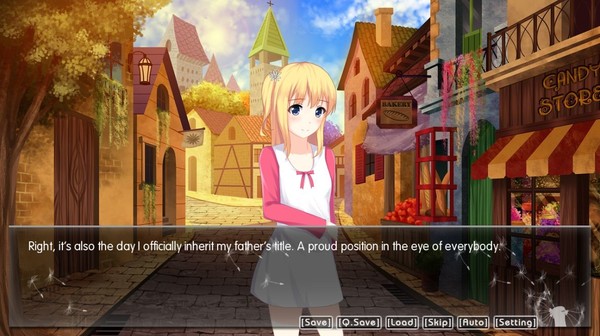 BAKERY
CANDY
STORE
Right, it's also the day I officially inherit my father's title. A proud position in the eye of everybody.
[Save] [Q.Save] [Load] [Skip] [Auto] [Setting]